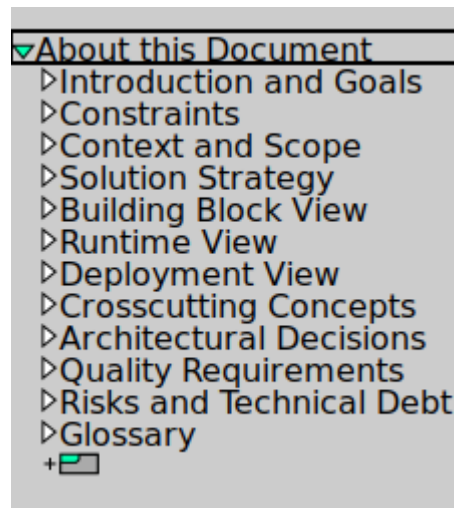 About this Document
Introduction and Goals
Constraints
Context and Scope
Solution Strategy
Building Block View
Runtime View
Deployment View
Crosscutting Concepts
Architectural Decisions
Quality Requirements
Risks and Technical Debt
Glossary
+